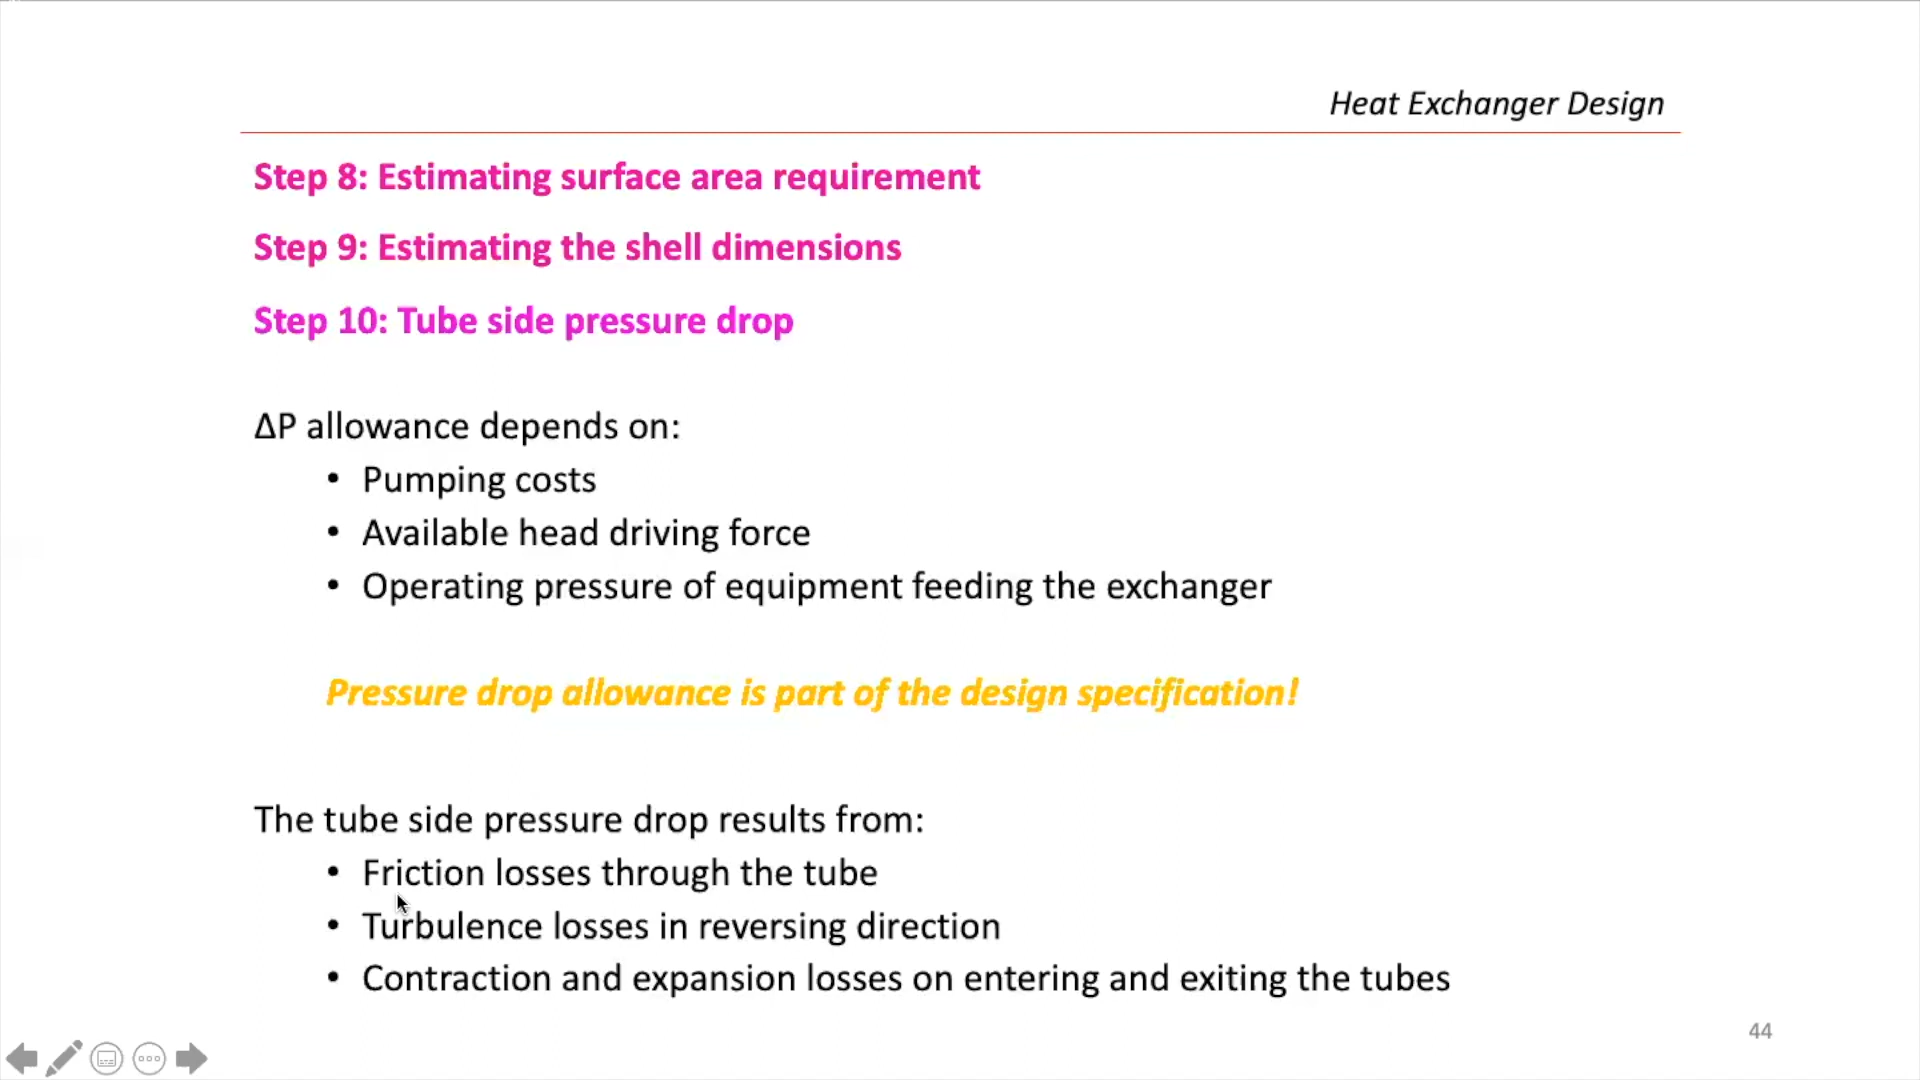 Heat Exchanger Design
Step 8: Estimating surface area requirement
Step 9: Estimating the shell dimensions
Step 10: Tube side pressure drop
ΔP allowance depends on:
• Pumping costs
• Available head driving force
• Operating pressure of equipment feeding the exchanger
Pressure drop allowance is part of the design specification!
The tube side pressure drop results from:
• Friction losses through the tube
• Turbulence losses in reversing direction
• Contraction and expansion losses on entering and exiting the tubes
44